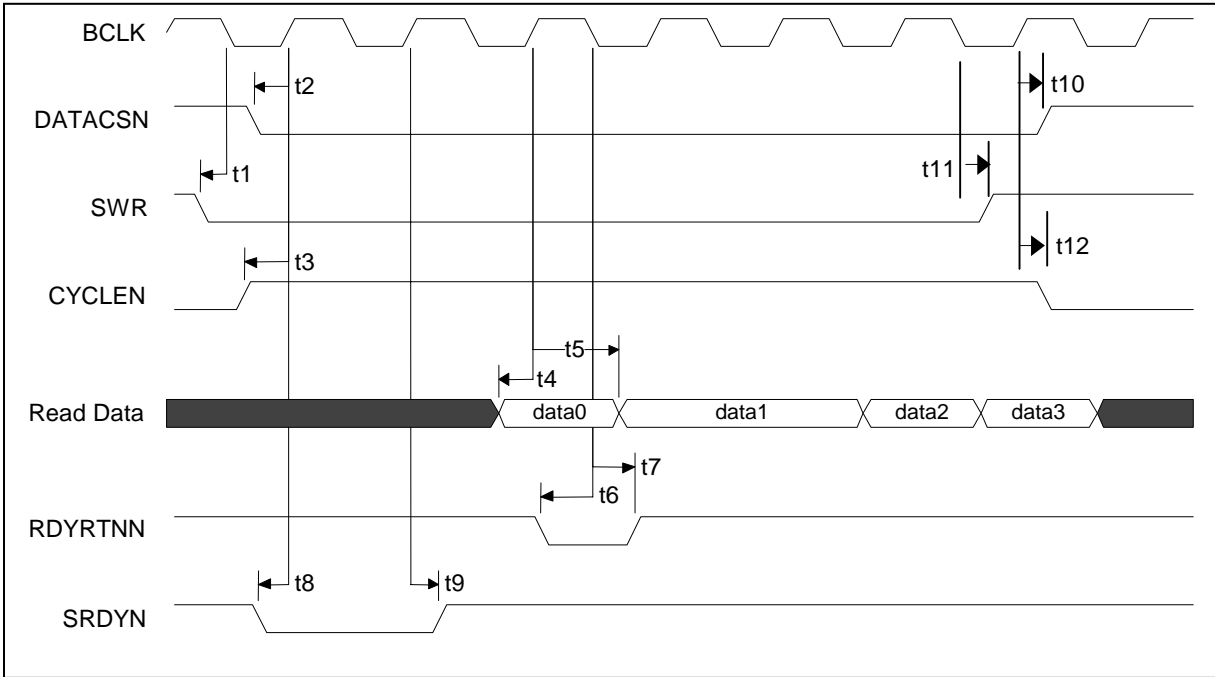 BCLK
t2
t10
DATACSN
t1
t11
SWR
t3
t12
CYCLEN
t5
t4
Read Data
data0
data1
data2
data3
t7
t6
RDYRTNN
t8
t9
SRDYN